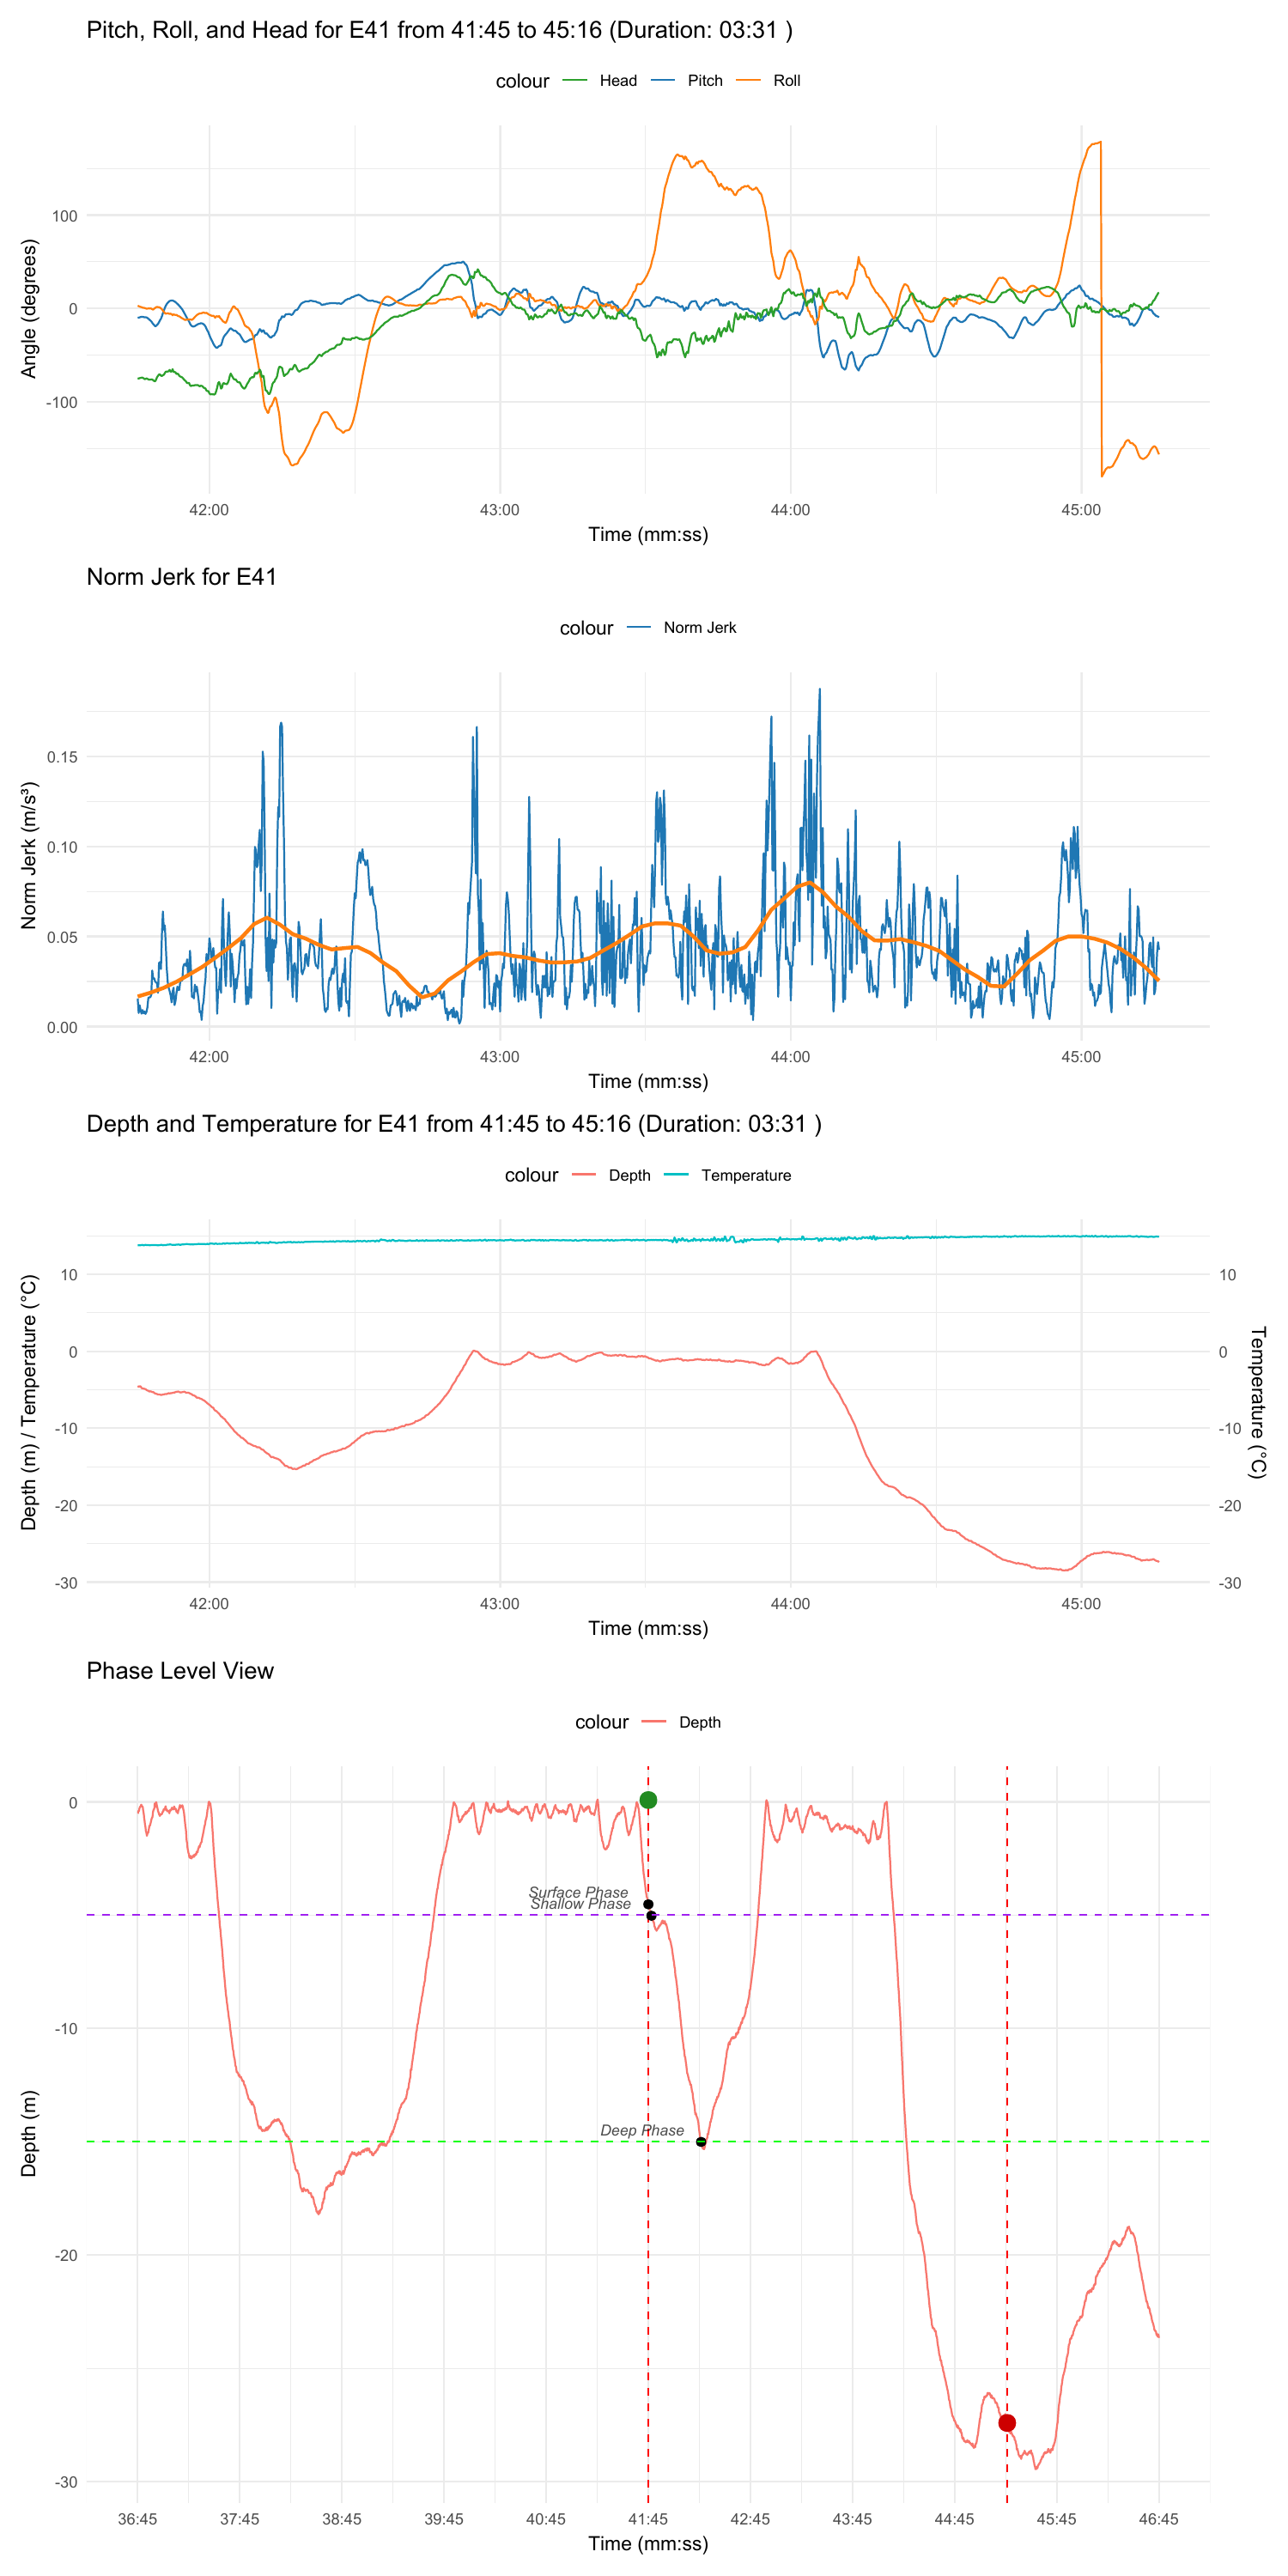 Pitch, Roll, and Head for E41 from 41:45 to 45:16 (Duration: 03:31 )
colour Head Pitch Roll
Angle (degrees)
100
0
-100
42:00 43:00 44:00 45:00
Time (mm:ss)
Norm Jerk for E41
colour Norm Jerk
Norm Jerk (m/s³)
0.15
0.10
0.05
0.00
42:00 43:00 44:00 45:00
Time (mm:ss)
Depth and Temperature for E41 from 41:45 to 45:16 (Duration: 03:31 )
colour Depth Temperature
Depth (m) / Temperature (°C)
Temperature (°C)
10 10
0 0
-10 -10
-20 -20
-30 -30
42:00 43:00 44:00 45:00
Time (mm:ss)
Phase Level View
colour Depth
Depth (m)
0
Surface Phase
Shallow Phase
-10
Deep Phase
-20
-30
36:45 37:45 38:45 39:45 40:45 41:45 42:45 43:45 44:45 45:45 46:45
Time (mm:ss)